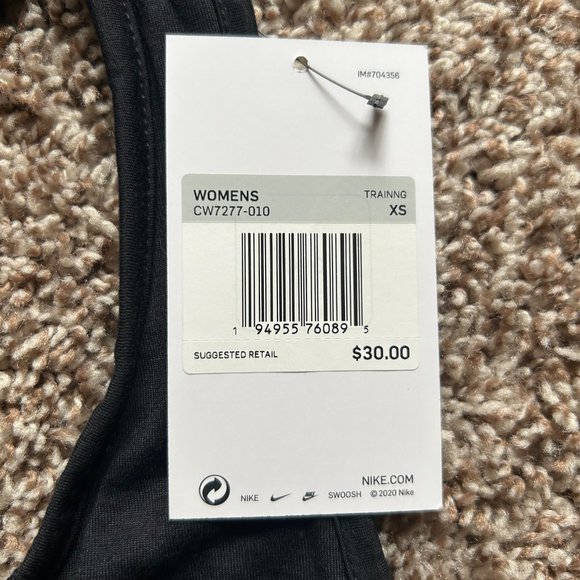 IM#704356
WOMENS TRAINNG
CW7277-010 XS
1 94955 76089 5
SUGGESTED RETAIL $30.00
NIKE.COM
NIKE SWOOSH © 2020 Nike